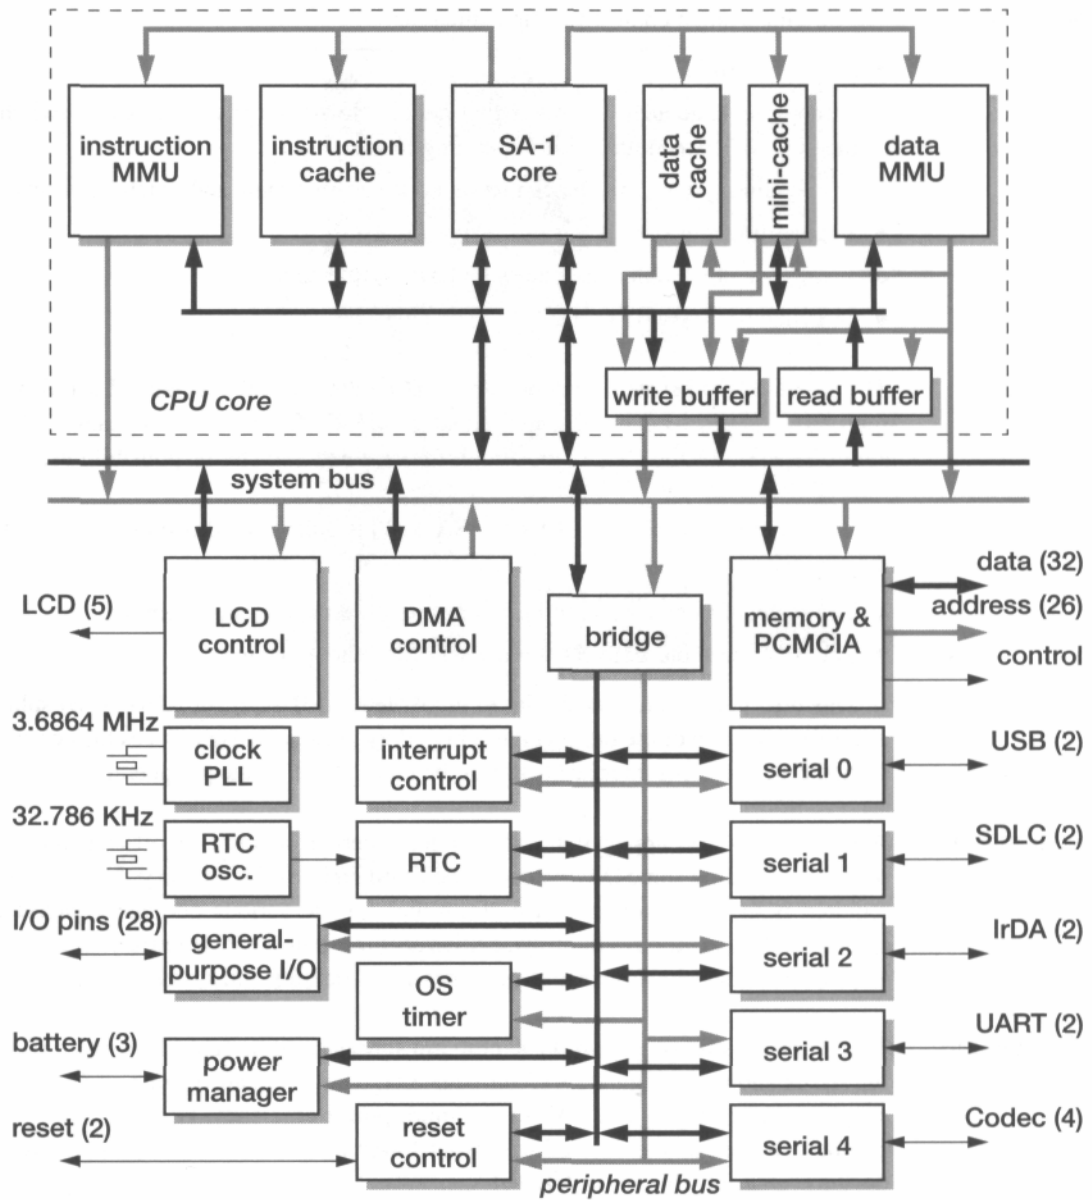 instruction
MMU
instruction
cache
SA-1
core
data
cache
mini-cache
data
MMU
write buffer
read buffer
CPU core
system bus
LCD (5)
LCD
control
DMA
control
bridge
memory &
PCMCIA
data (32)
address (26)
control
3.6864 MHz
clock
PLL
interrupt
control
serial 0
USB (2)
32.786 KHz
RTC
osc.
RTC
serial 1
SDLC (2)
I/O pins (28)
general-
purpose I/O
serial 2
IrDA (2)
OS
timer
battery (3)
power
manager
serial 3
UART (2)
reset (2)
reset
control
serial 4
Codec (4)
peripheral bus